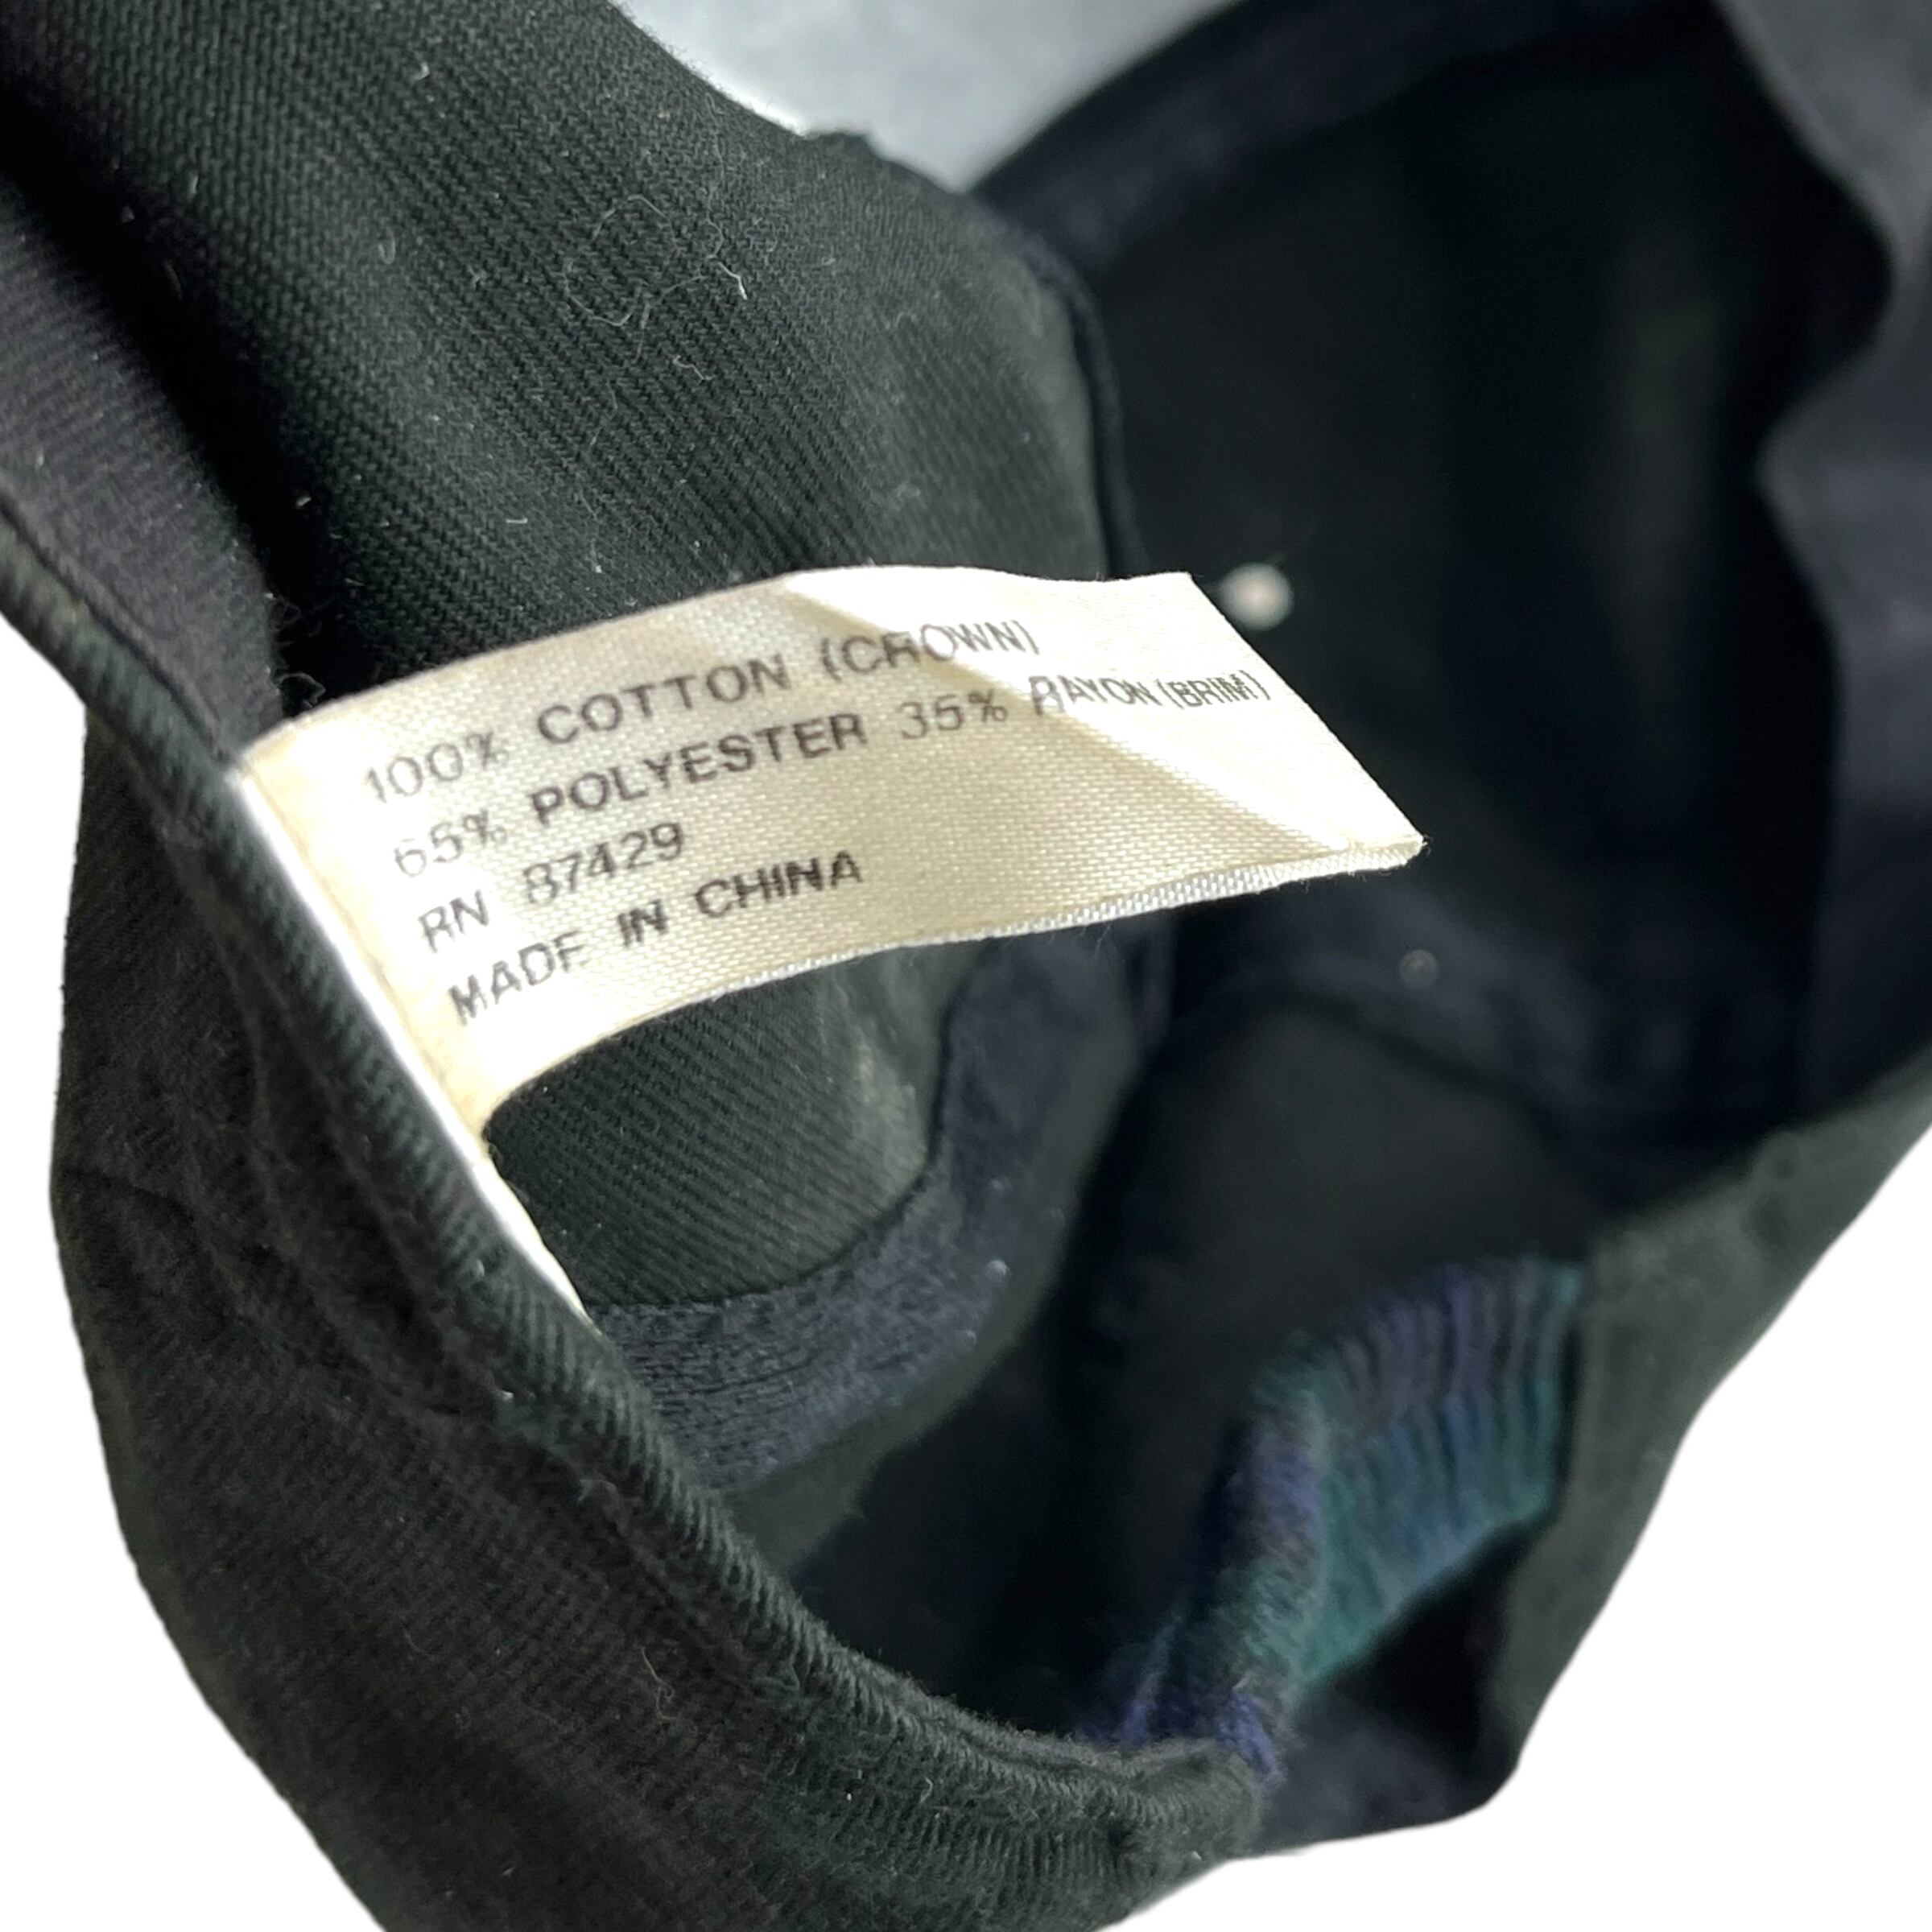 100% COTTON (CROWN)
65% POLYESTER 35% RAYON (BRIM)
RN 87429
MADE IN CHINA